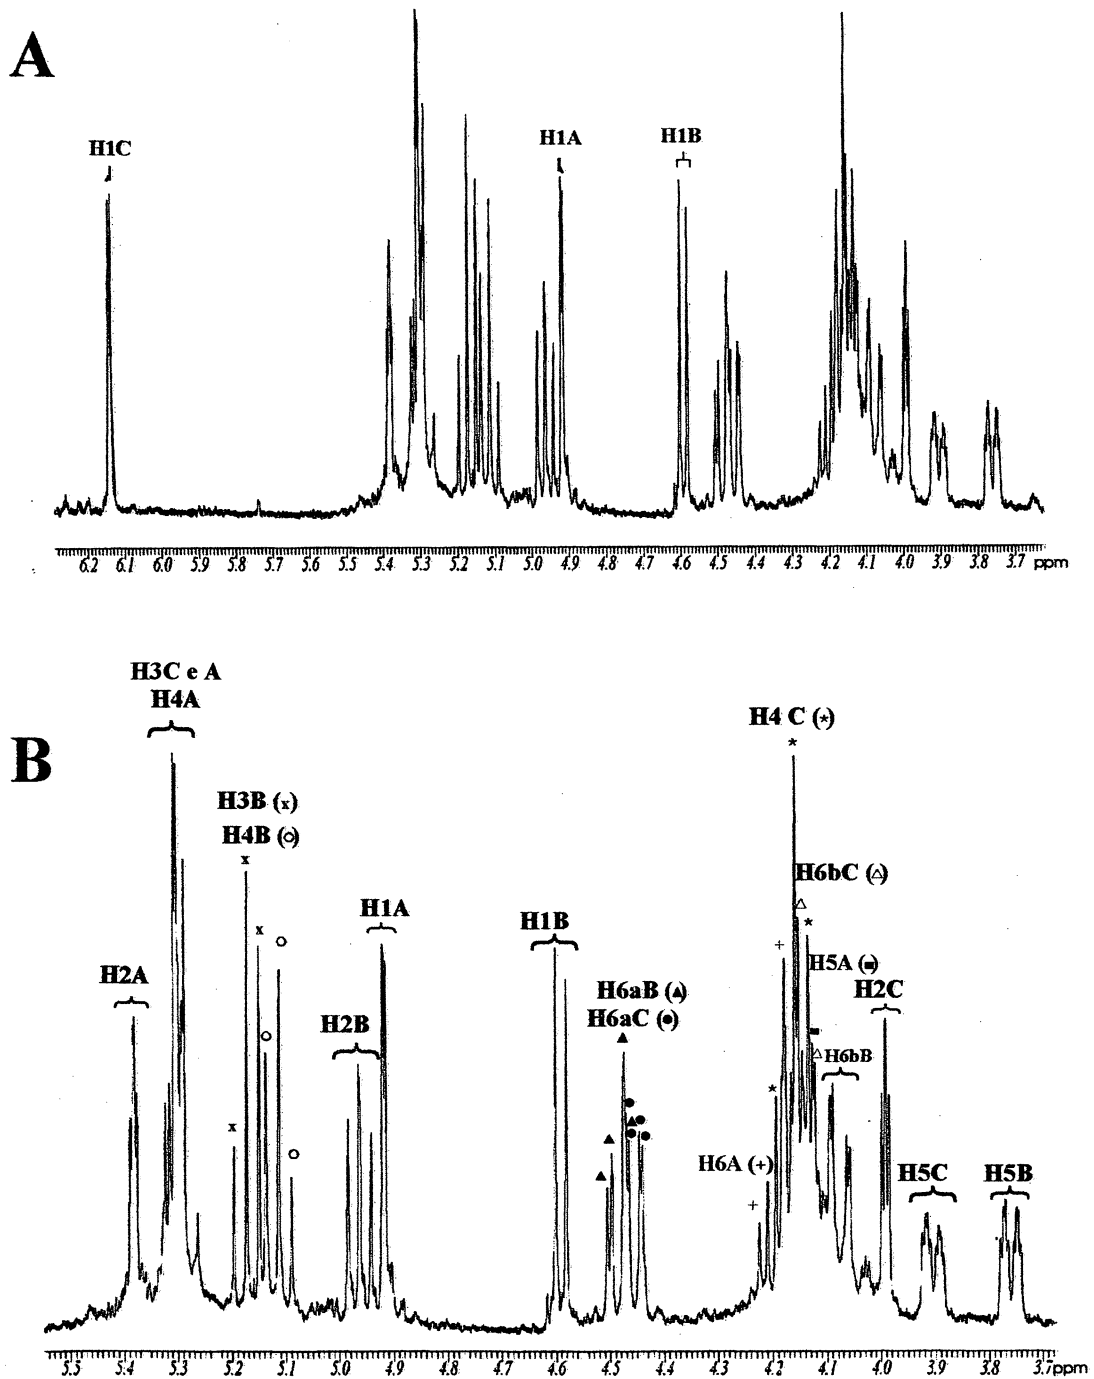 A
H1C
H1A
H1B
6.2 6.1 6.0 5.9 5.8 5.7 5.6 5.5 5.4 5.3 5.2 5.1 5.0 4.9 4.8 4.7 4.6 4.5 4.4 4.3 4.2 4.1 4.0 3.9 3.8 3.7 ppm
H3C e A
H4A
B
H4 C (*)
*
H3B (x)
H4B (○)
x
H6bC (△)
△
H1A
H1B
x
○
*
+
H5A (■)
H2A
H6aB (▲)
H2C
H6aC (●)
H2B
○
▲
■
△ H6bB
*
●
x
▲
▲ ●
● ●
○
▲
H6A (+)
+
H5C
H5B
5.5 5.4 5.3 5.2 5.1 5.0 4.9 4.8 4.7 4.6 4.5 4.4 4.3 4.2 4.1 4.0 3.9 3.8 3.7 ppm